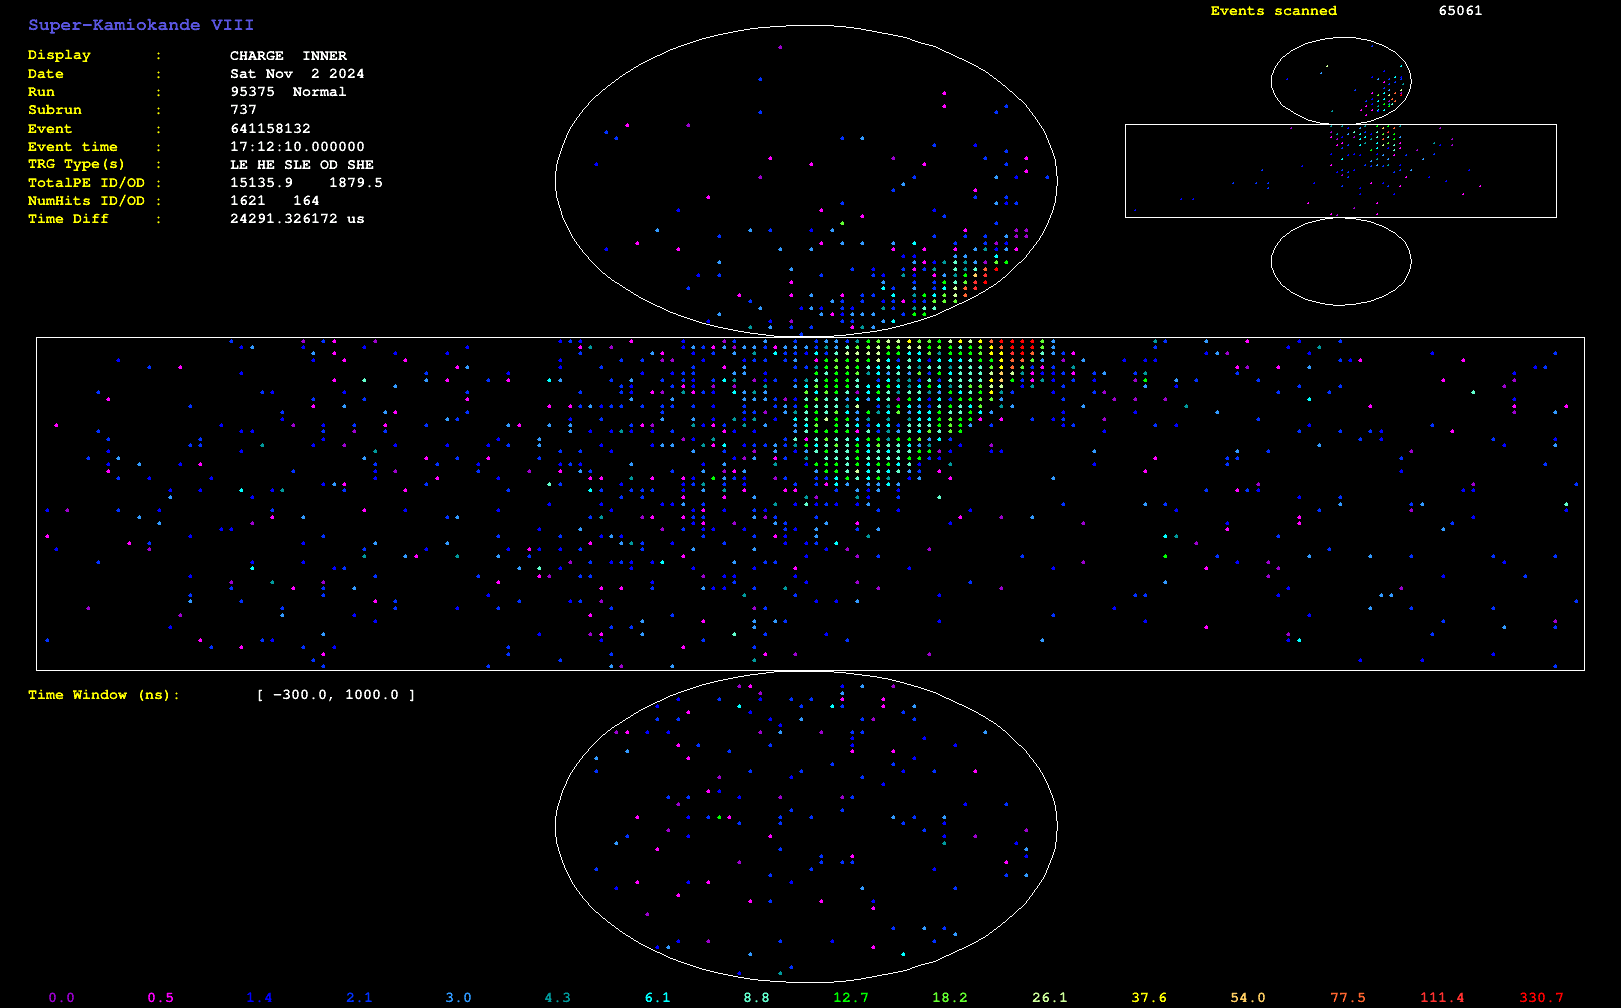 Super-Kamiokande VIII
Events scanned 65061
Display : CHARGE INNER
Date : Sat Nov 2 2024
Run : 95375 Normal
Subrun : 737
Event : 641158132
Event time : 17:12:10.000000
TRG Type(s) : LE HE SLE OD SHE
TotalPE ID/OD : 15135.9 1879.5
NumHits ID/OD : 1621 164
Time Diff : 24291.326172 us
Time Window (ns): [ -300.0, 1000.0 ]
0.0 0.5 1.4 2.1 3.0 4.3 6.1 8.8 12.7 18.2 26.1 37.6 54.0 77.5 111.4 330.7